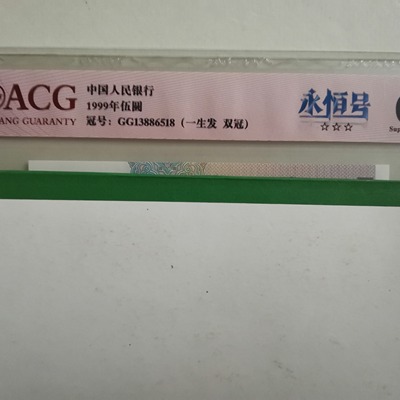 ACG
ANG GUARANTY
中国人民银行
1999年伍圆
冠号：GG13886518（一生发 双冠）
永恒号
☆☆☆
Sup